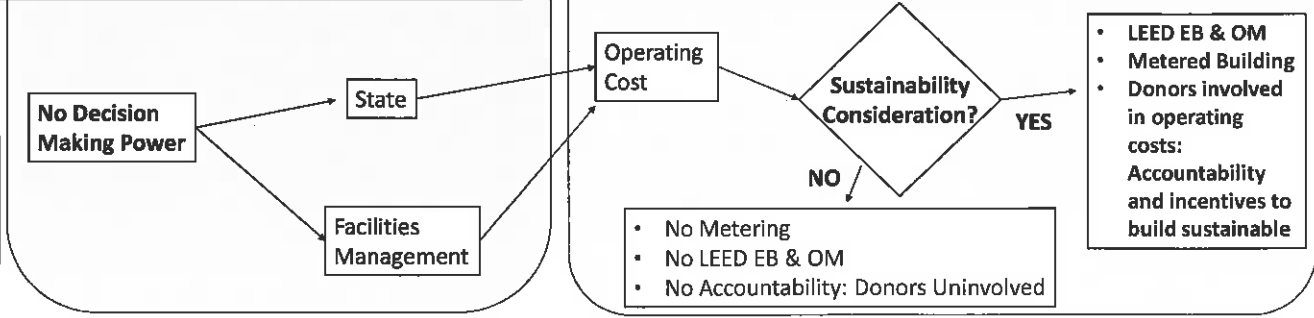 No Decision
Making Power
State
Facilities
Management
Operating
Cost
Sustainability
Consideration?
YES
NO
• LEED EB & OM
• Metered Building
• Donors involved
in operating
costs:
Accountability
and incentives to
build sustainable
• No Metering
• No LEED EB & OM
• No Accountability: Donors Uninvolved